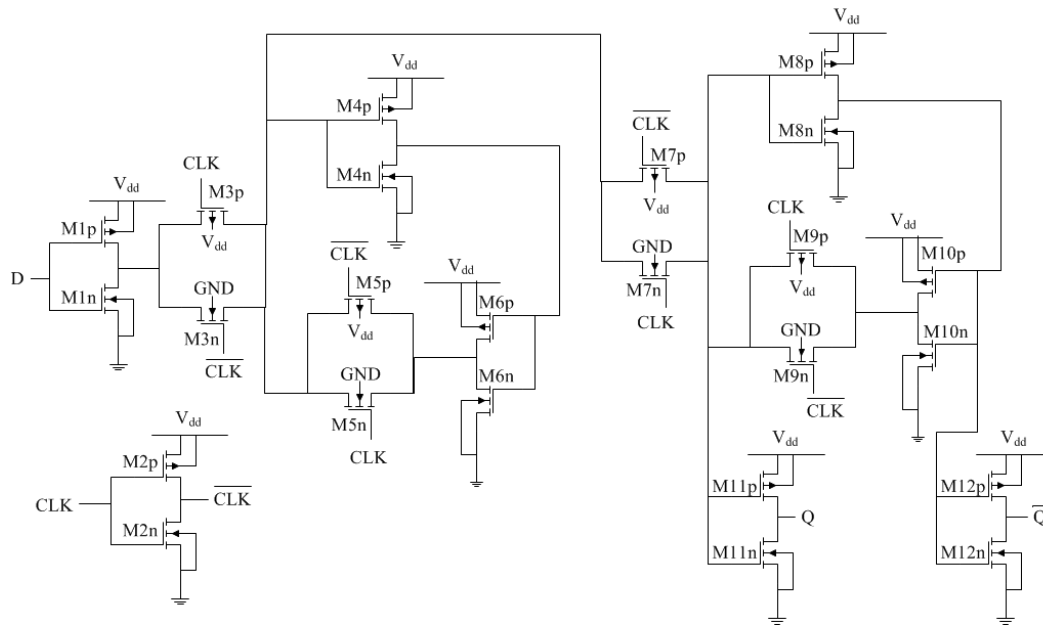 Vdd
M8p
Vdd
M4p
CLK
M7p
M8n
CLK
M4n
Vdd
M3p
Vdd
CLK
M1p
Vdd
CLK
GND
M9p
Vdd
M10p
D
GND
M5p
Vdd
M7n
Vdd
M1n
Vdd
M6p
CLK
GND
M10n
M3n
GND
M6n
M9n
CLK
CLK
Vdd
M5n
Vdd
Vdd
M2p
CLK
M11p
M12p
CLK
CLK
Q
Q
M2n
M11n
M12n